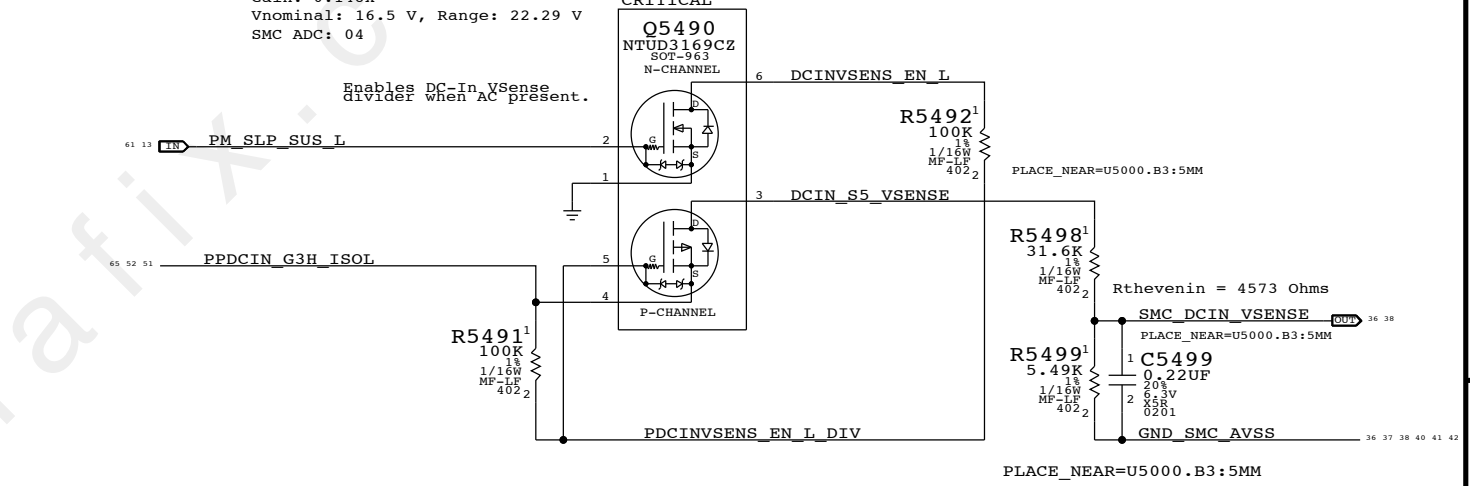 Vnominal: 16.5 V, Range: 22.29 V
SMC ADC: 04
CRITICAL
Q5490
NTUD3169CZ
SOT-963
N-CHANNEL
Enables DC-In VSense
divider when AC present.
61 13 IN PM_SLP_SUS_L
2
1
D
G
S
6 DCINVSENS_EN_L
R5492 1
100K
1%
1/16W
MF-LF
402 2
PLACE_NEAR=U5000.B3:5MM
3 DCIN_S5_VSENSE
65 52 51 PPDCIN_G3H_ISOL
5
4
D
G
S
P-CHANNEL
R5491 1
100K
1%
1/16W
MF-LF
402 2
R5498 1
31.6K
1%
1/16W
MF-LF
402 2
Rthevenin = 4573 Ohms
SMC_DCIN_VSENSE OUT 36 38
PLACE_NEAR=U5000.B3:5MM
R5499 1
5.49K
1%
1/16W
MF-LF
402 2
1 C5499
0.22UF
20%
6.3V
2 X5R
0201
PDCINVSENS_EN_L_DIV
GND_SMC_AVSS 36 37 38 40 41 42
PLACE_NEAR=U5000.B3:5MM
afix.c